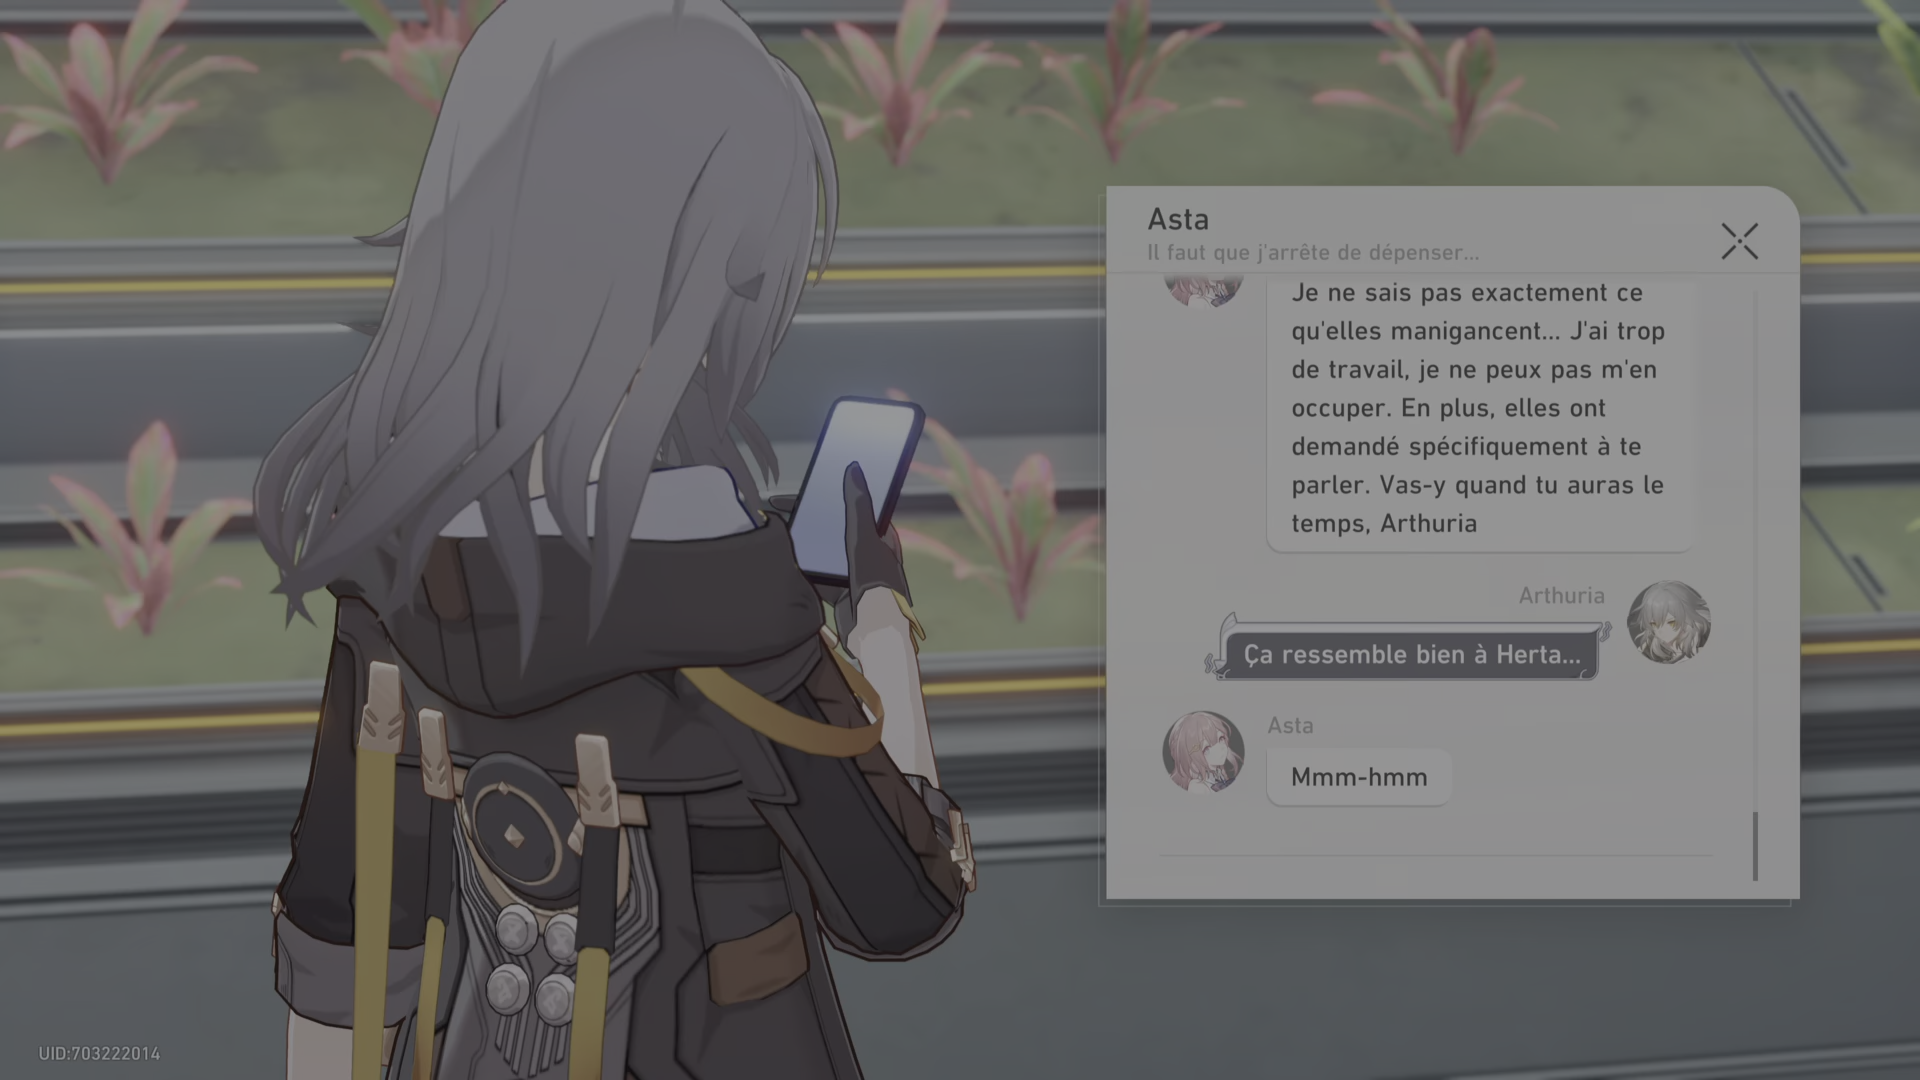 Asta
Il faut que j'arrête de dépenser...
Je ne sais pas exactement ce
qu'elles manigancent... J'ai trop
de travail, je ne peux pas m'en
occuper. En plus, elles ont
demandé spécifiquement à te
parler. Vas-y quand tu auras le
temps, Arthuria
Arthuria
Ça ressemble bien à Herta...
Asta
Mmm-hmm
UID:703222014